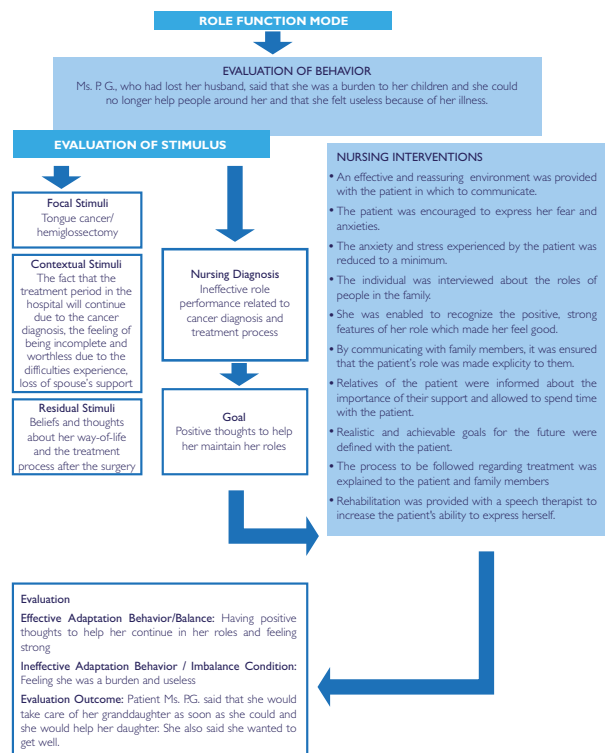 ROLE FUNCTION MODE
EVALUATION OF BEHAVIOR
Ms. P. G., who had lost her husband, said that she was a burden to her children and she could
no longer help people around her and that she felt useless because of her illness.
EVALUATION OF STIMULUS
Focal Stimuli
Tongue cancer/
hemiglossectomy
Contextual Stimuli
The fact that the
treatment period in the
hospital will continue
due to the cancer
diagnosis, the feeling of
being incomplete and
worthless due to the
difficulties experience,
loss of spouse's support
Residual Stimuli
Beliefs and thoughts
about her way-of-life
and the treatment
process after the surgery
Nursing Diagnosis
Ineffective role
performance related to
cancer diagnosis and
treatment process
Goal
Positive thoughts to help
her maintain her roles
NURSING INTERVENTIONS
• An effective and reassuring environment was provided
with the patient in which to communicate.
• The patient was encouraged to express her fear and
anxieties.
• The anxiety and stress experienced by the patient was
reduced to a minimum.
• The individual was interviewed about the roles of
people in the family.
• She was enabled to recognize the positive, strong
features of her role which made her feel good.
• By communicating with family members, it was ensured
that the patient's role was made explicity to them.
• Relatives of the patient were informed about the
importance of their support and allowed to spend time
with the patient.
• Realistic and achievable goals for the future were
defined with the patient.
• The process to be followed regarding treatment was
explained to the patient and family members
• Rehabilitation was provided with a speech therapist to
increase the patient's ability to express herself.
Evaluation
Effective Adaptation Behavior/Balance: Having positive
thoughts to help her continue in her roles and feeling
strong
Ineffective Adaptation Behavior / Imbalance Condition:
Feeling she was a burden and useless
Evaluation Outcome: Patient Ms. P.G. said that she would
take care of her granddaughter as soon as she could and
she would help her daughter. She also said she wanted to
get well.